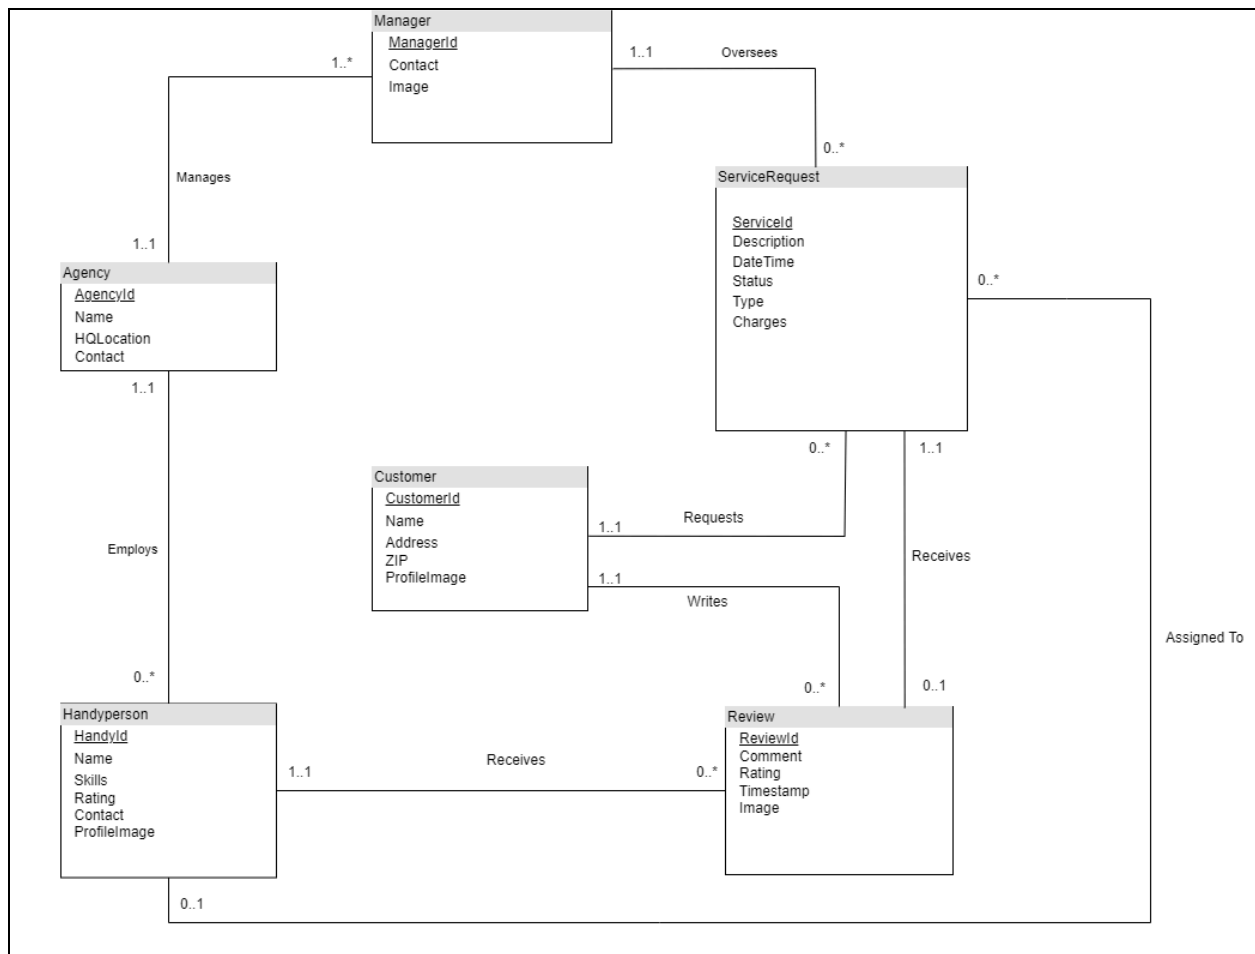 Manager
ManagerId
Contact
Image
1..*
1..1
Oversees
0..*
Manages
1..1
ServiceRequest
ServiceId
Description
DateTime
Status
Type
Charges
0..*
Agency
AgencyId
Name
HQLocation
Contact
1..1
0..*
1..1
Customer
CustomerId
Name
Address
ZIP
ProfileImage
1..1
Requests
1..1
Writes
Employs
Receives
Assigned To
0..*
0..*
0..1
Handyperson
HandyId
Name
Skills
Rating
Contact
ProfileImage
1..1
Receives
0..*
Review
ReviewId
Comment
Rating
Timestamp
Image
0..1